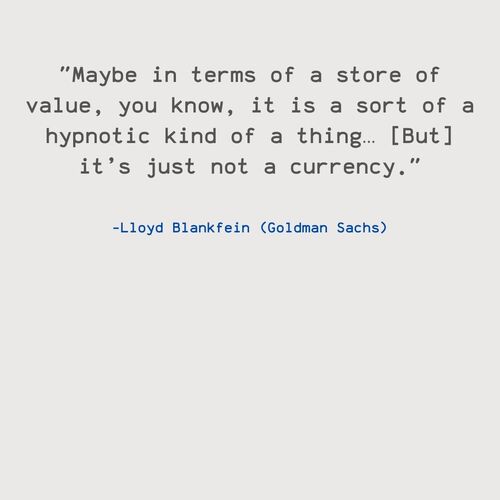 "Maybe in terms of a store of
value, you know, it is a sort of a
hypnotic kind of a thing… [But]
it's just not a currency."
-Lloyd Blankfein (Goldman Sachs)